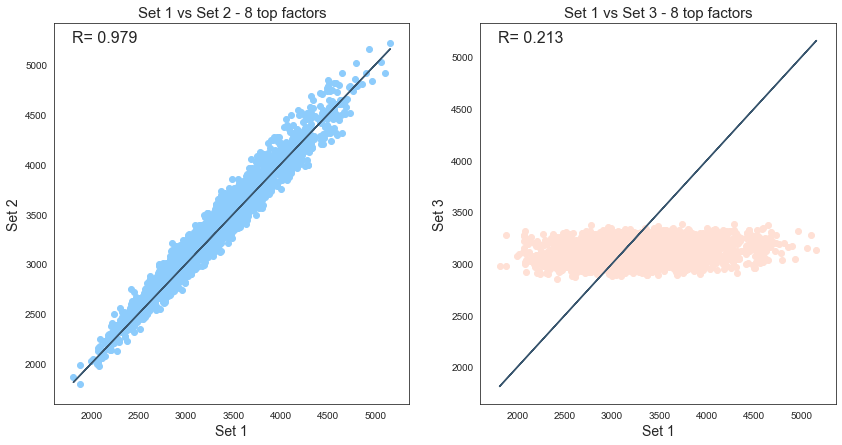 Set 1 vs Set 2 - 8 top factors
R= 0.979
5000
4500
4000
3500
3000
2500
2000
Set 2
2000 2500 3000 3500 4000 4500 5000
Set 1
Set 1 vs Set 3 - 8 top factors
R= 0.213
5000
4500
4000
3500
3000
2500
2000
Set 3
2000 2500 3000 3500 4000 4500 5000
Set 1